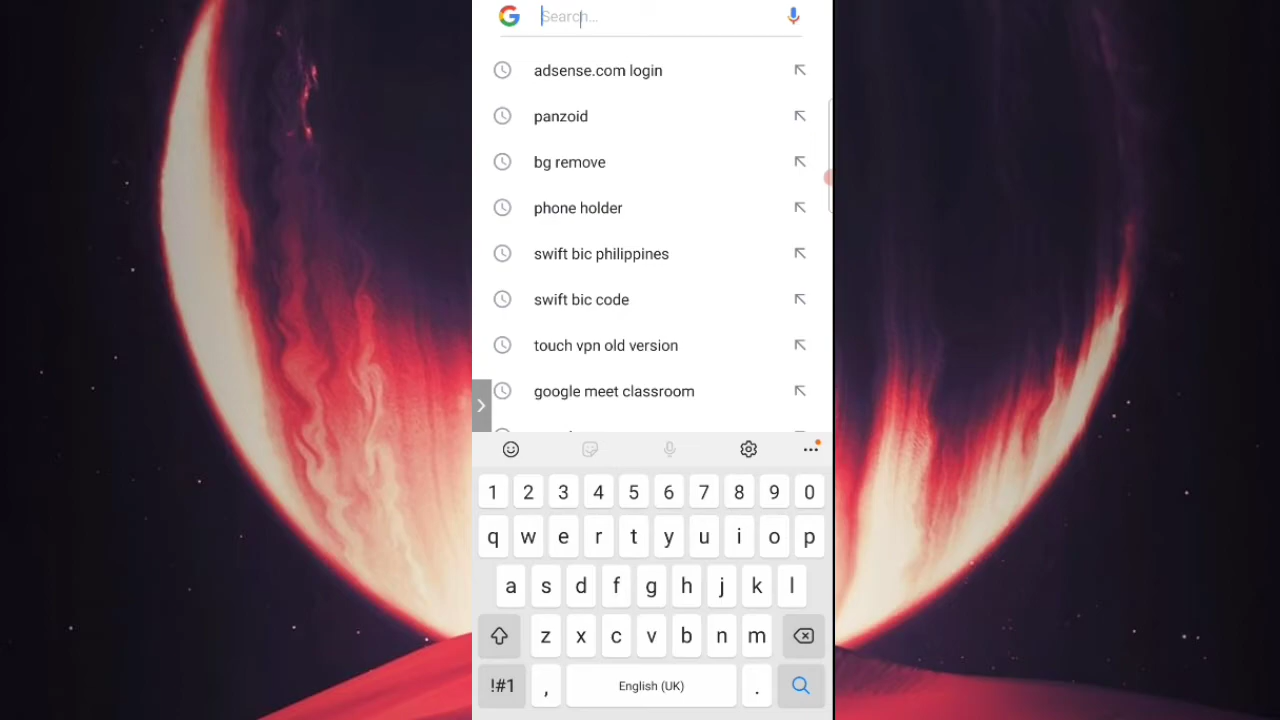 Search...
adsense.com login
panzoid
bg remove
phone holder
swift bic philippines
swift bic code
touch vpn old version
google meet classroom
1 2 3 4 5 6 7 8 9 0
q w e r t y u i o p
a s d f g h j k l
z x c v b n m
!#1 , English (UK) .